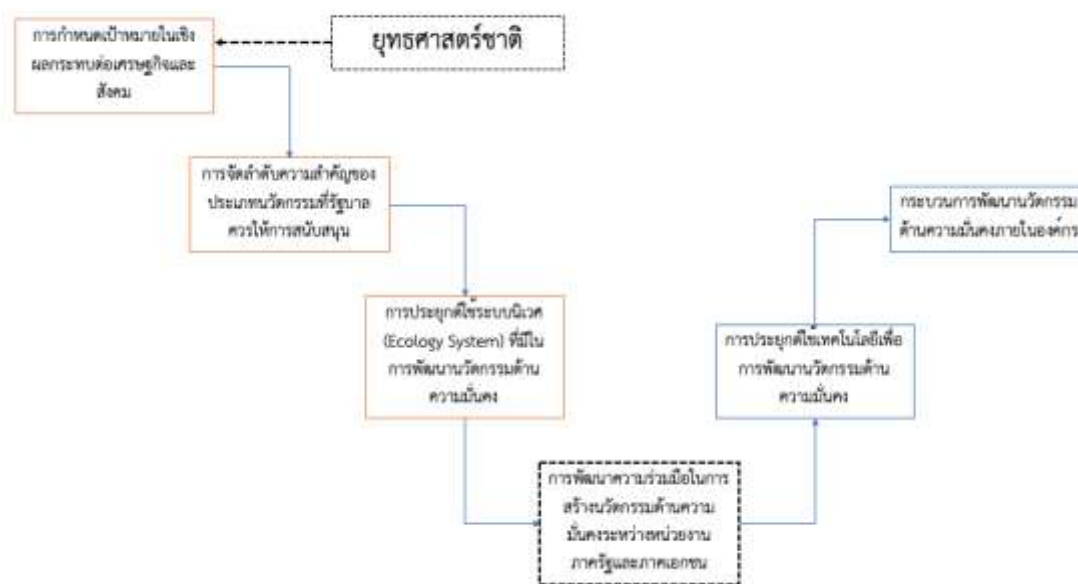 การกำหนดเป้าหมายในเชิง
ผลกระทบต่อเศรษฐกิจและ
สังคม
ยุทธศาสตร์ชาติ
การจัดลำดับความสำคัญของ
ประเภทนวัตกรรมที่รัฐบาล
ควรให้การสนับสนุน
การประยุกต์ใช้ระบบนิเวศ
(Ecology System) ที่มีใน
การพัฒนานวัตกรรมด้าน
ความมั่นคง
การพัฒนาความร่วมมือในการ
สร้างนวัตกรรมด้านความ
มั่นคงระหว่างหน่วยงาน
ภาครัฐและภาคเอกชน
การประยุกต์ใช้เทคโนโลยีเพื่อ
การพัฒนานวัตกรรมด้าน
ความมั่นคง
กระบวนการพัฒนานวัตกรรม
ด้านความมั่นคงภายในองค์กร